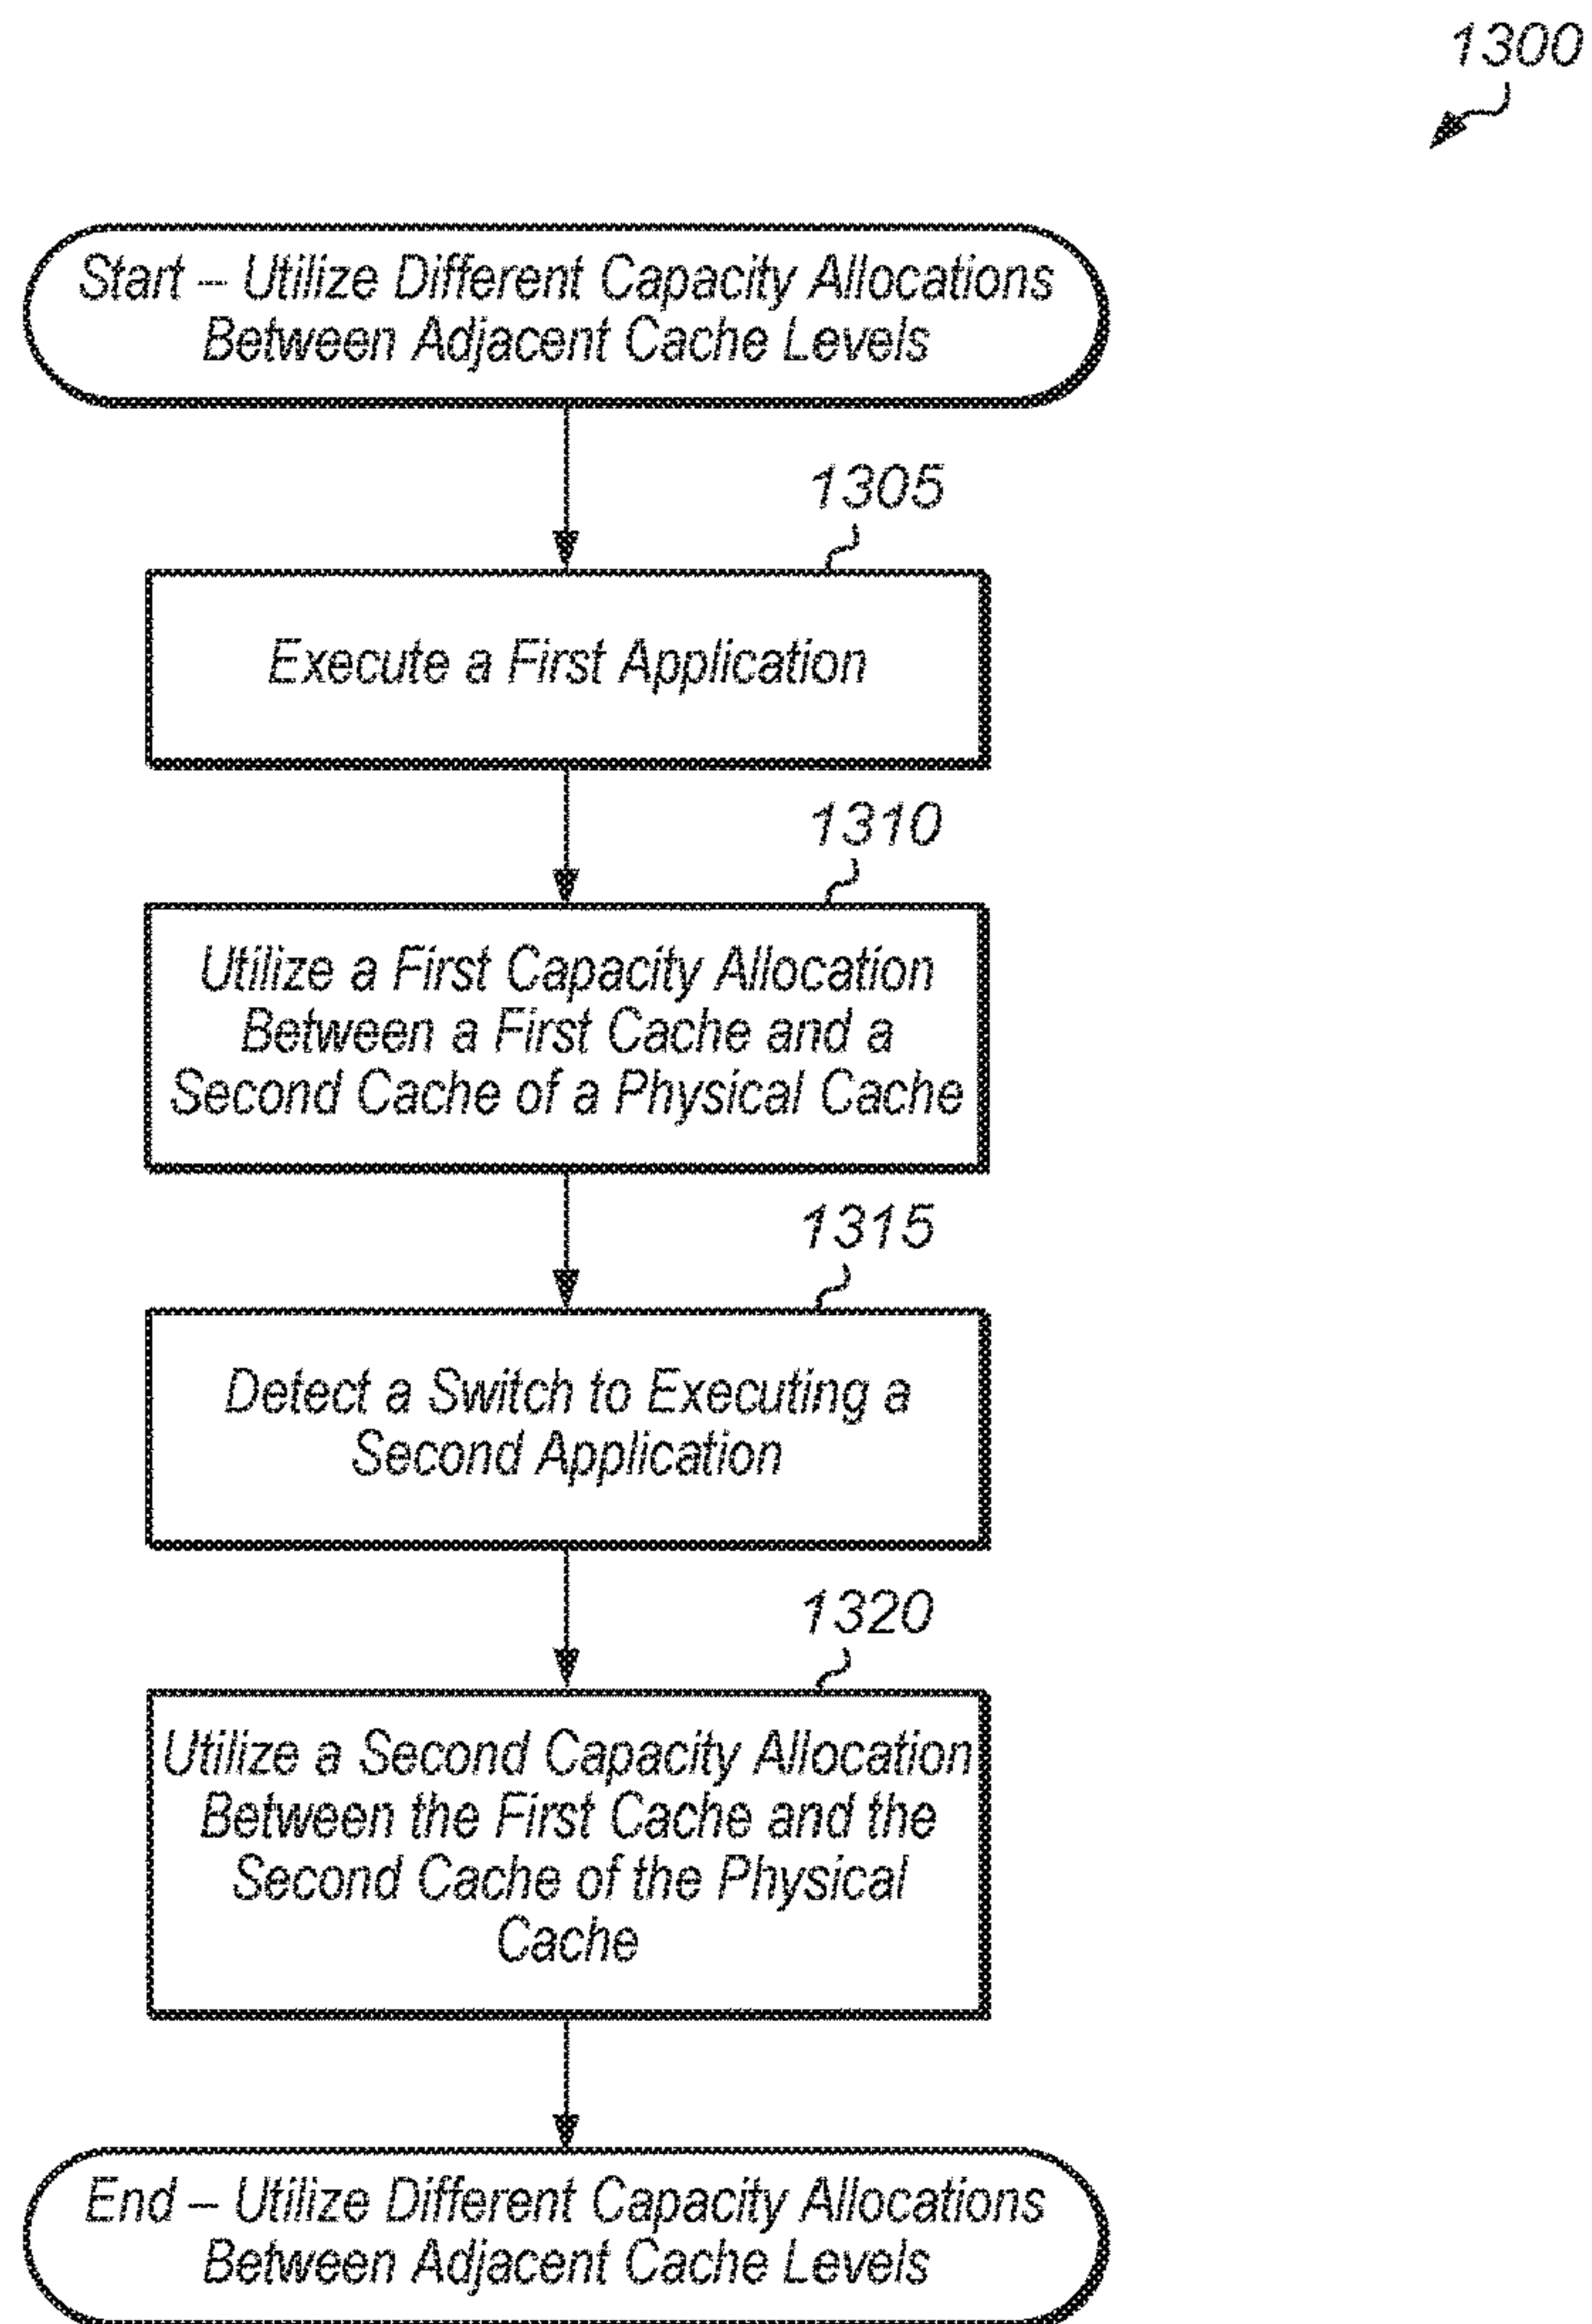 1300
Start – Utilize Different Capacity Allocations
Between Adjacent Cache Levels
1305
Execute a First Application
1310
Utilize a First Capacity Allocation
Between a First Cache and a
Second Cache of a Physical Cache
1315
Detect a Switch to Executing a
Second Application
1320
Utilize a Second Capacity Allocation
Between the First Cache and the
Second Cache of the Physical
Cache
End – Utilize Different Capacity Allocations
Between Adjacent Cache Levels